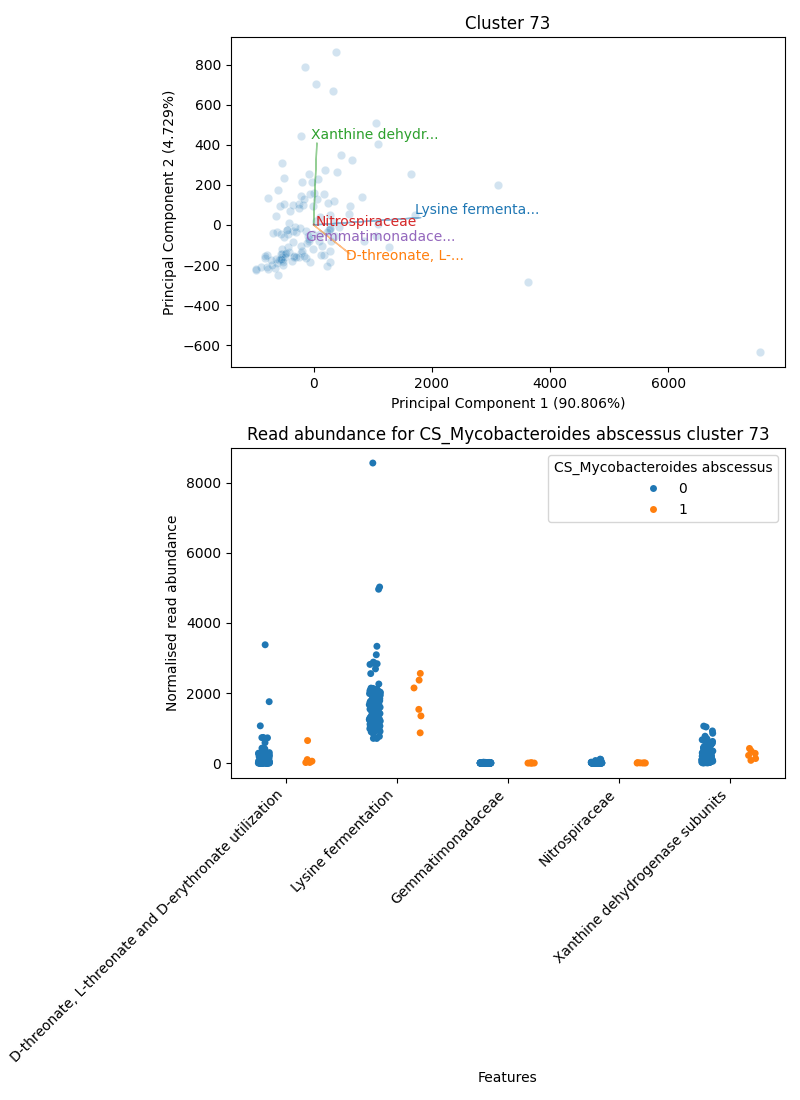 Cluster 73
800
600
400
200
0
−200
−400
−600
Principal Component 2 (4.729%)
Xanthine dehydr...
Lysine fermenta...
Nitrospiraceae
Gemmatimonadace...
D-threonate, L-...
0 2000 4000 6000
Principal Component 1 (90.806%)
Read abundance for CS_Mycobacteroides abscessus cluster 73
CS_Mycobacteroides abscessus
0
1
8000
6000
4000
2000
0
Normalised read abundance
D-threonate, L-threonate and D-erythronate utilization
Lysine fermentation
Gemmatimonadaceae
Nitrospiraceae
Xanthine dehydrogenase subunits
Features